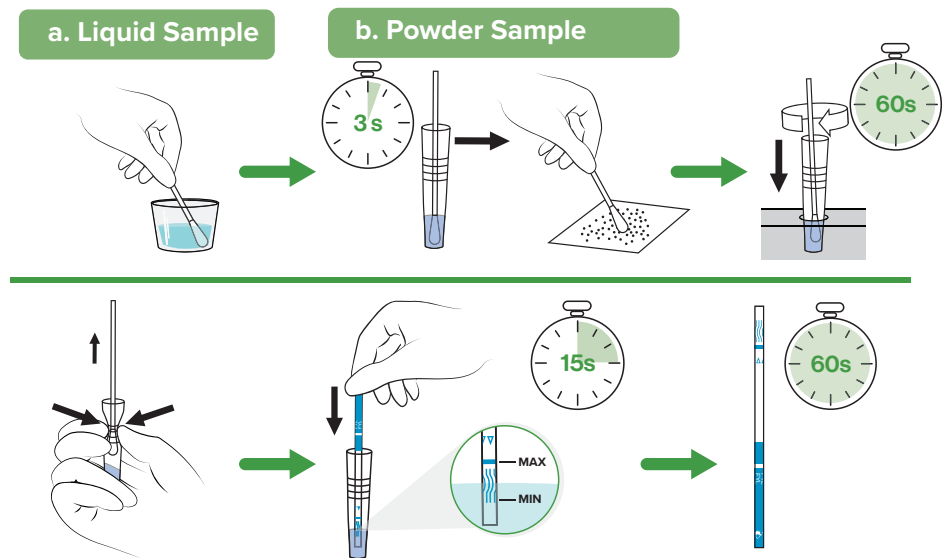 a. Liquid Sample
b. Powder Sample
3 s
60s
15s
MAX
MIN
60s